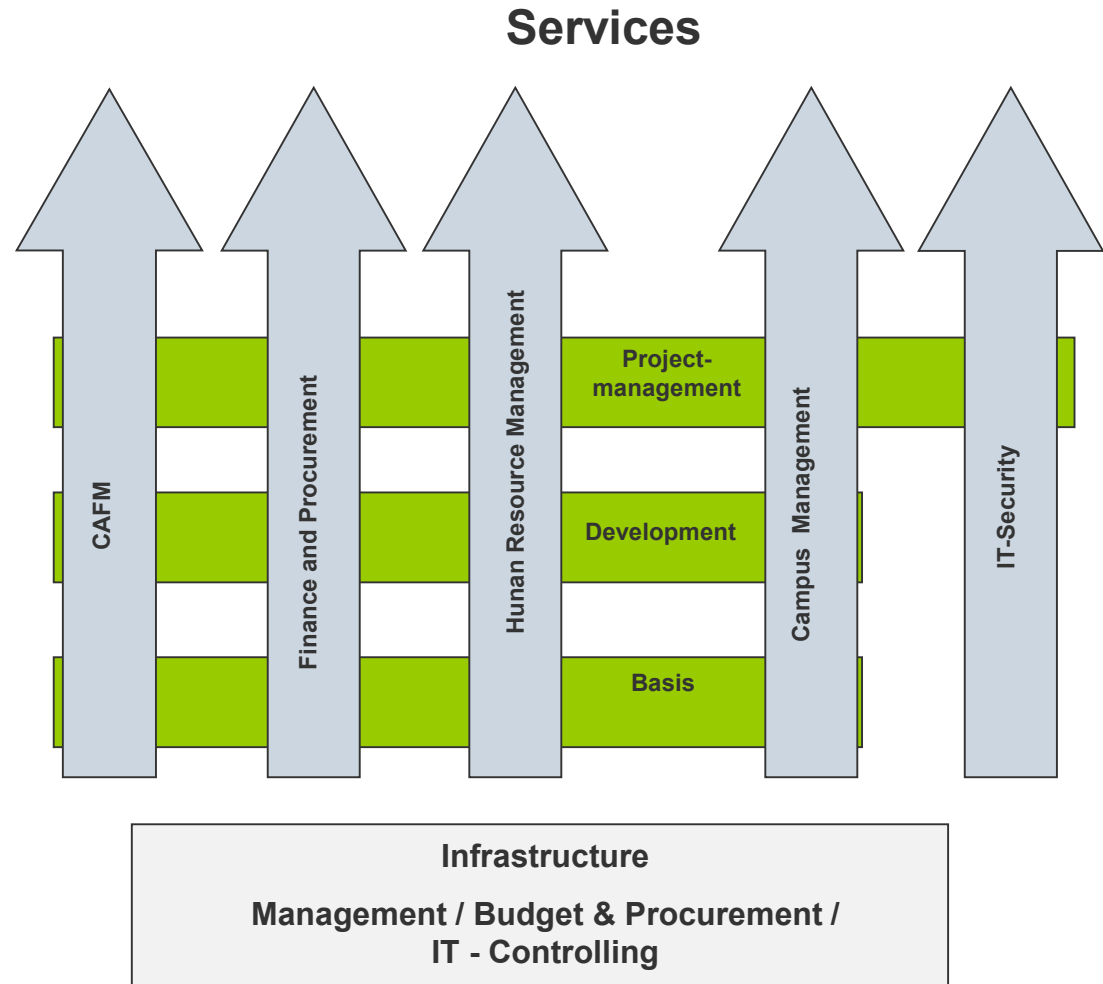 Services
CAFM
Finance and Procurement
Hunan Resource Management
Campus Management
IT-Security
Project-
management
Development
Basis
Infrastructure
Management / Budget & Procurement /
IT - Controlling